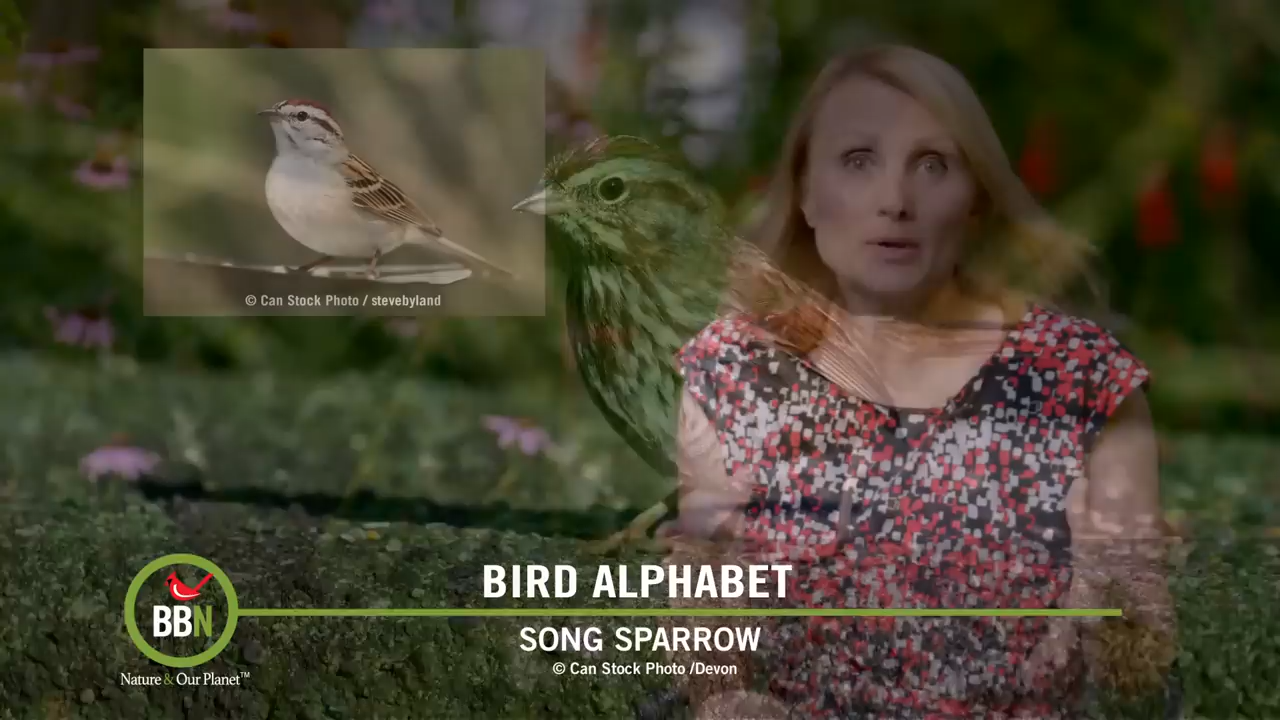 © Can Stock Photo / stevebyland
BIRD ALPHABET
BBN
SONG SPARROW
© Can Stock Photo /Devon
Nature & Our Planet™